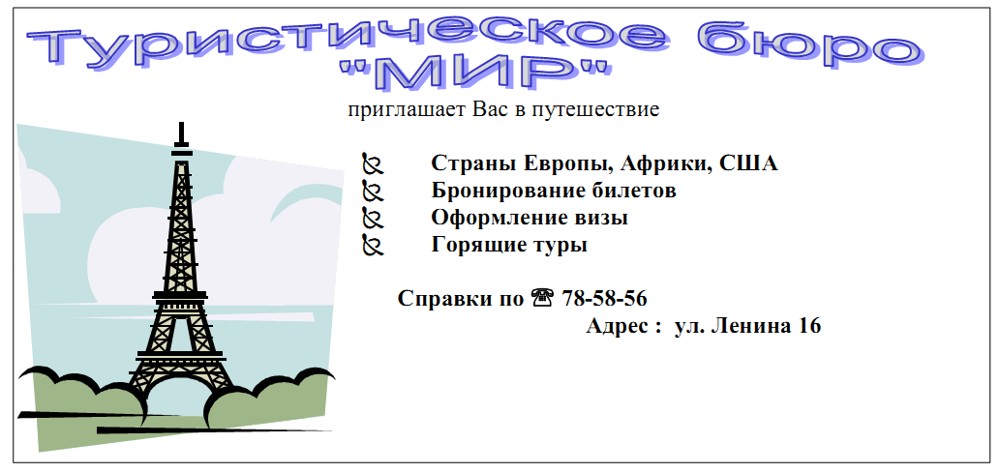 Туристическое бюро
"МИР"
приглашает Вас в путешествие
Страны Европы, Африки, США
Бронирование билетов
Оформление визы
Горящие туры
Справки по ☎ 78-58-56
Адрес : ул. Ленина 16